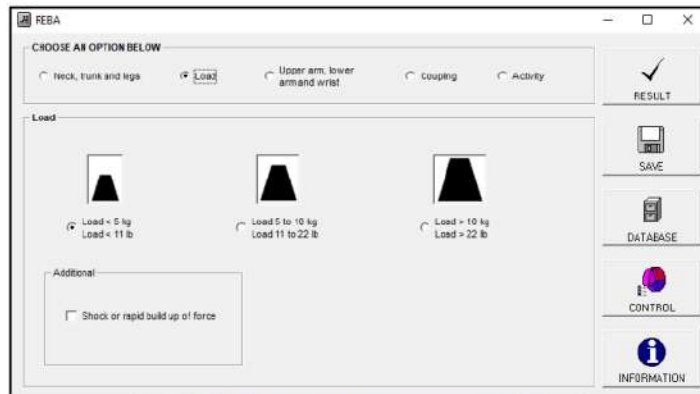 REBA
CHOOSE AN OPTION BELOW
Neck, trunk and legs
Load
Upper arm, lower
armand wrist
Couping
Activity
RESULT
Load
SAVE
Load < 5 kg
Load < 11 lb
Load 5 to 10 kg
Load 11 to 22 lb
Load > 10 kg
Load > 22 lb
DATABASE
Additional
Shock or rapid build up of force
CONTROL
INFORMATION